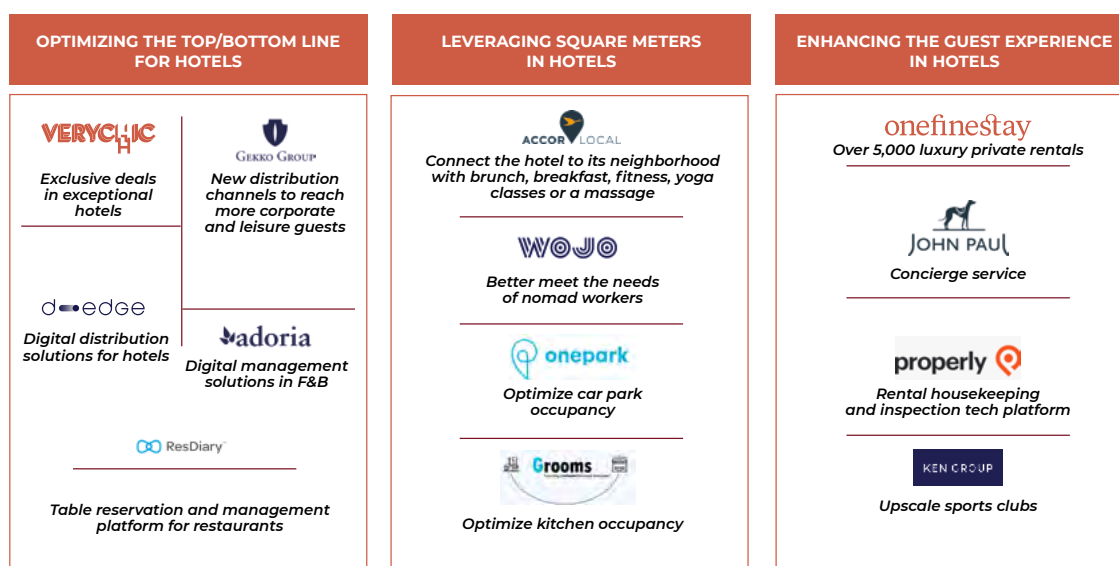 OPTIMIZING THE TOP/BOTTOM LINE
FOR HOTELS
VERYCHIC
Exclusive deals
in exceptional
hotels
GEKKO GROUP
New distribution
channels to reach
more corporate
and leisure guests
d-edge
Digital distribution
solutions for hotels
adoria
Digital management
solutions in F&B
ResDiary
Table reservation and management
platform for restaurants
LEVERAGING SQUARE METERS
IN HOTELS
ACCOR LOCAL
Connect the hotel to its neighborhood
with brunch, breakfast, fitness, yoga
classes or a massage
WOJO
Better meet the needs
of nomad workers
onepark
Optimize car park
occupancy
Grooms
Optimize kitchen occupancy
ENHANCING THE GUEST EXPERIENCE
IN HOTELS
onefinestay
Over 5,000 luxury private rentals
JOHN PAUL
Concierge service
properly
Rental housekeeping
and inspection tech platform
KEN GROUP
Upscale sports clubs